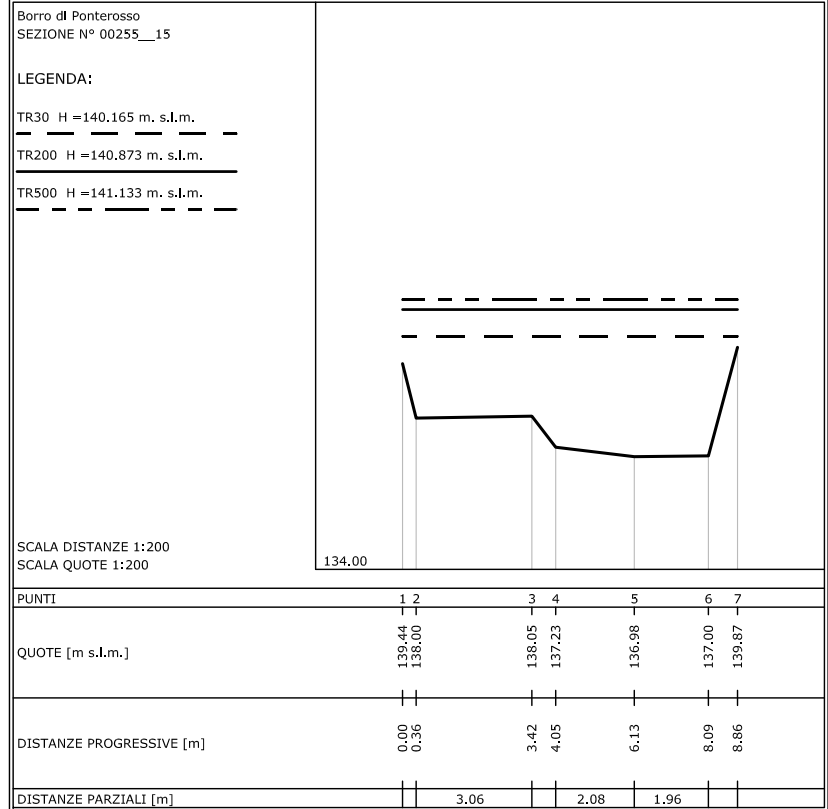 Borro di Ponterosso
SEZIONE N° 00255__15
LEGENDA:
TR30 H =140.165 m. s.l.m.
TR200 H =140.873 m. s.l.m.
TR500 H =141.133 m. s.l.m.
SCALA DISTANZE 1:200
SCALA QUOTE 1:200
134.00
PUNTI 1 2 3 4 5 6 7
QUOTE [m s.l.m.] 139.44 138.00 138.05 137.23 136.98 137.00 139.87
DISTANZE PROGRESSIVE [m] 0.00 0.36 3.42 4.05 6.13 8.09 8.86
DISTANZE PARZIALI [m] 3.06 2.08 1.96